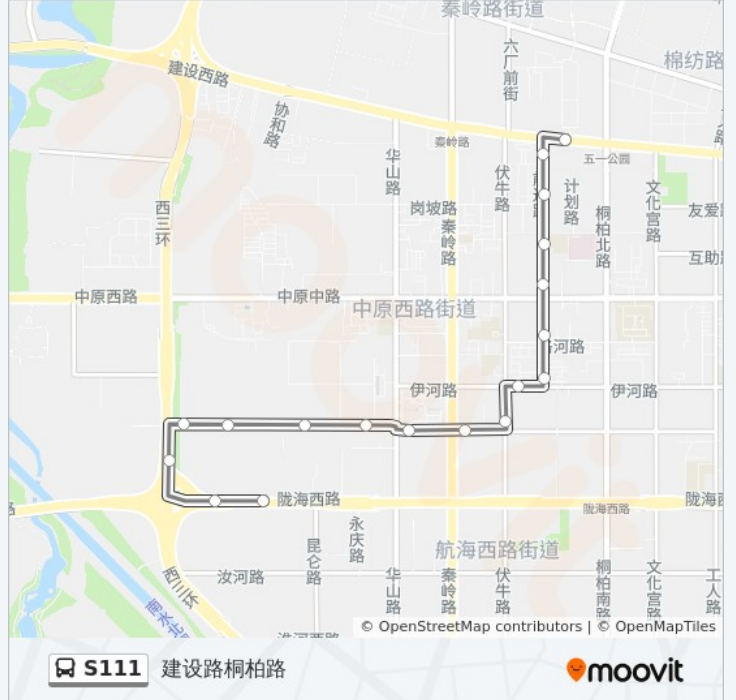 秦岭路街道
六厂前街
棉纺路
建设西路
协和路
秦岭路
五一公园
华山路
伏牛路
计划路
文化宫路
西三环
岗坡路
秦岭路
桐柏北路
友爱
互助
中原西路
中原中路
中原西路街道
河路
伊河路
伊河路
陇海西路
陇海西路
陇海
航海西路街道
永庆路
昆仑路
汝河路
西三环
南水北
华山路
秦岭路
伏牛路
桐柏南路
文化宫路
工人路
© OpenStreetMap contributors | © OpenMapTiles
S111 建设路桐柏路 moovit